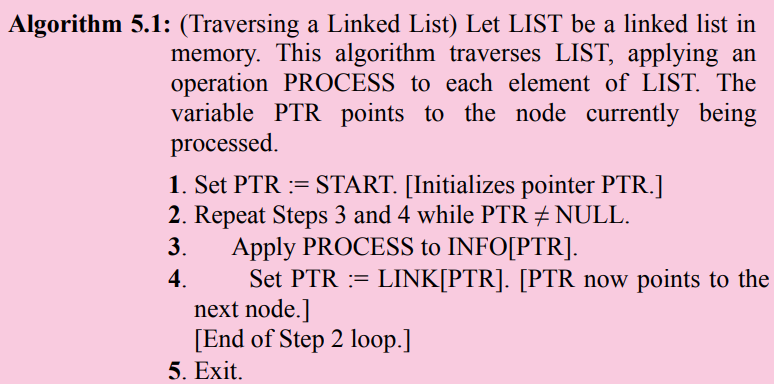 Algorithm 5.1: (Traversing a Linked List) Let LIST be a linked list in
memory. This algorithm traverses LIST, applying an
operation PROCESS to each element of LIST. The
variable PTR points to the node currently being
processed.
1. Set PTR := START. [Initializes pointer PTR.]
2. Repeat Steps 3 and 4 while PTR ≠ NULL.
3. Apply PROCESS to INFO[PTR].
4. Set PTR := LINK[PTR]. [PTR now points to the
next node.]
[End of Step 2 loop.]
5. Exit.